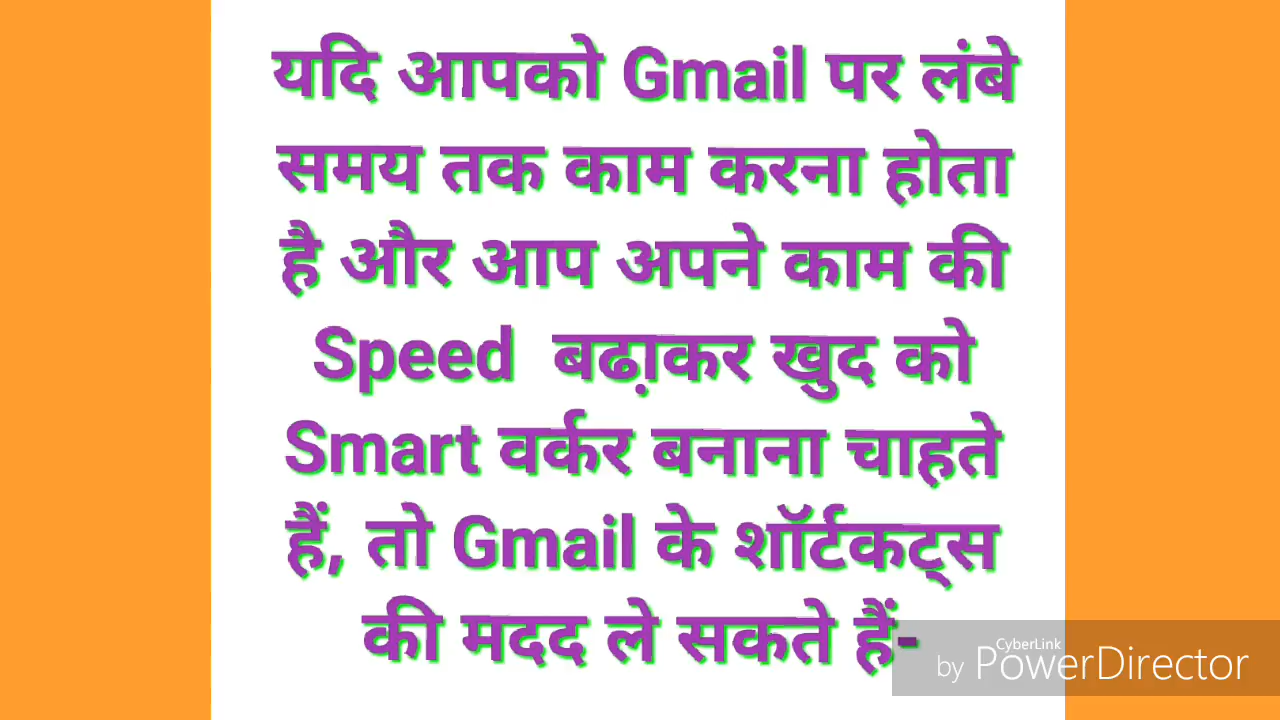 यदि आपको Gmail पर लंबे
समय तक काम करना होता
है और आप अपने काम की
Speed बढा़कर खुद को
Smart वर्कर बनाना चाहते
हैं, तो Gmail के शॉर्टकट्स
की मदद ले सकते हैं-
CyberLink
by PowerDirector